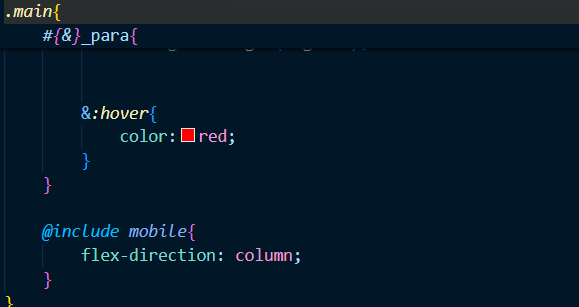 .main{
#{&}_para{
&:hover{
color: red;
}
}
@include mobile{
flex-direction: column;
}
}